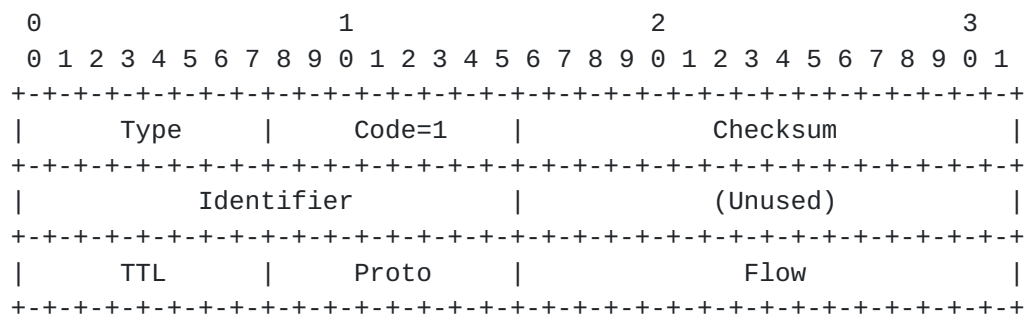 0                   1                   2                   3
 0 1 2 3 4 5 6 7 8 9 0 1 2 3 4 5 6 7 8 9 0 1 2 3 4 5 6 7 8 9 0 1
+-+-+-+-+-+-+-+-+-+-+-+-+-+-+-+-+-+-+-+-+-+-+-+-+-+-+-+-+-+-+-+-+
|      Type     |     Code=1    |            Checksum           |
+-+-+-+-+-+-+-+-+-+-+-+-+-+-+-+-+-+-+-+-+-+-+-+-+-+-+-+-+-+-+-+-+
|           Identifier          |            (Unused)           |
+-+-+-+-+-+-+-+-+-+-+-+-+-+-+-+-+-+-+-+-+-+-+-+-+-+-+-+-+-+-+-+-+
|      TTL      |     Proto     |              Flow             |
+-+-+-+-+-+-+-+-+-+-+-+-+-+-+-+-+-+-+-+-+-+-+-+-+-+-+-+-+-+-+-+-+